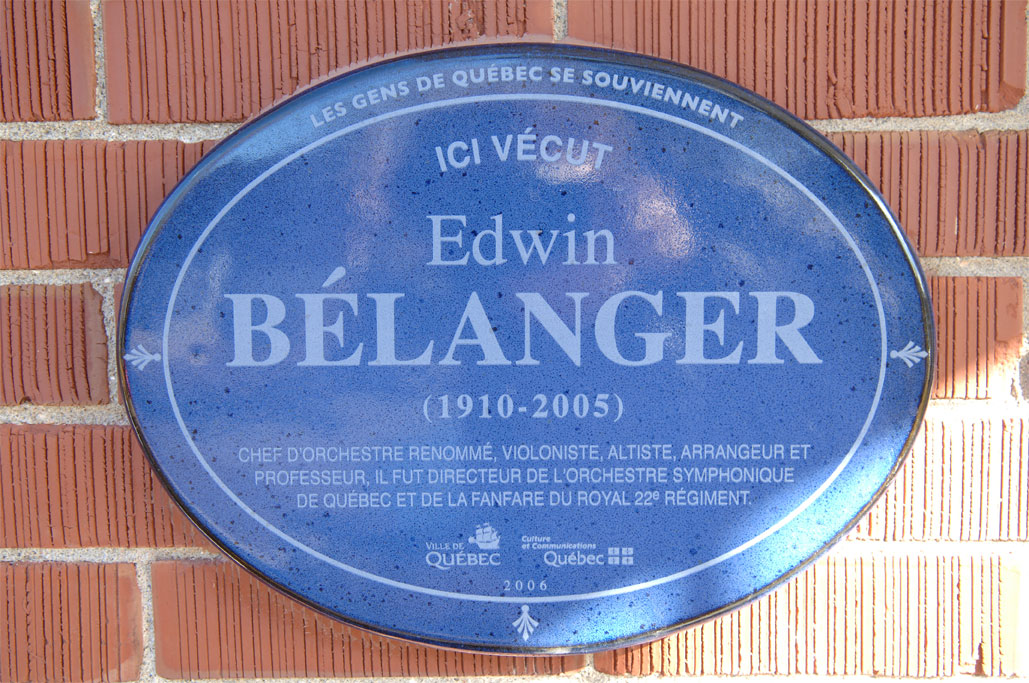 LES GENS DE QUÉBEC SE SOUVIENNENT
ICI VÉCUT
Edwin
BÉLANGER
(1910-2005)
CHEF D'ORCHESTRE RENOMMÉ, VIOLONISTE, ALTISTE, ARRANGEUR ET
PROFESSEUR, IL FUT DIRECTEUR DE L'ORCHESTRE SYMPHONIQUE
DE QUÉBEC ET DE LA FANFARE DU ROYAL 22e RÉGIMENT.
VILLE DE
QUÉBEC
Culture
et Communications
Québec
2006